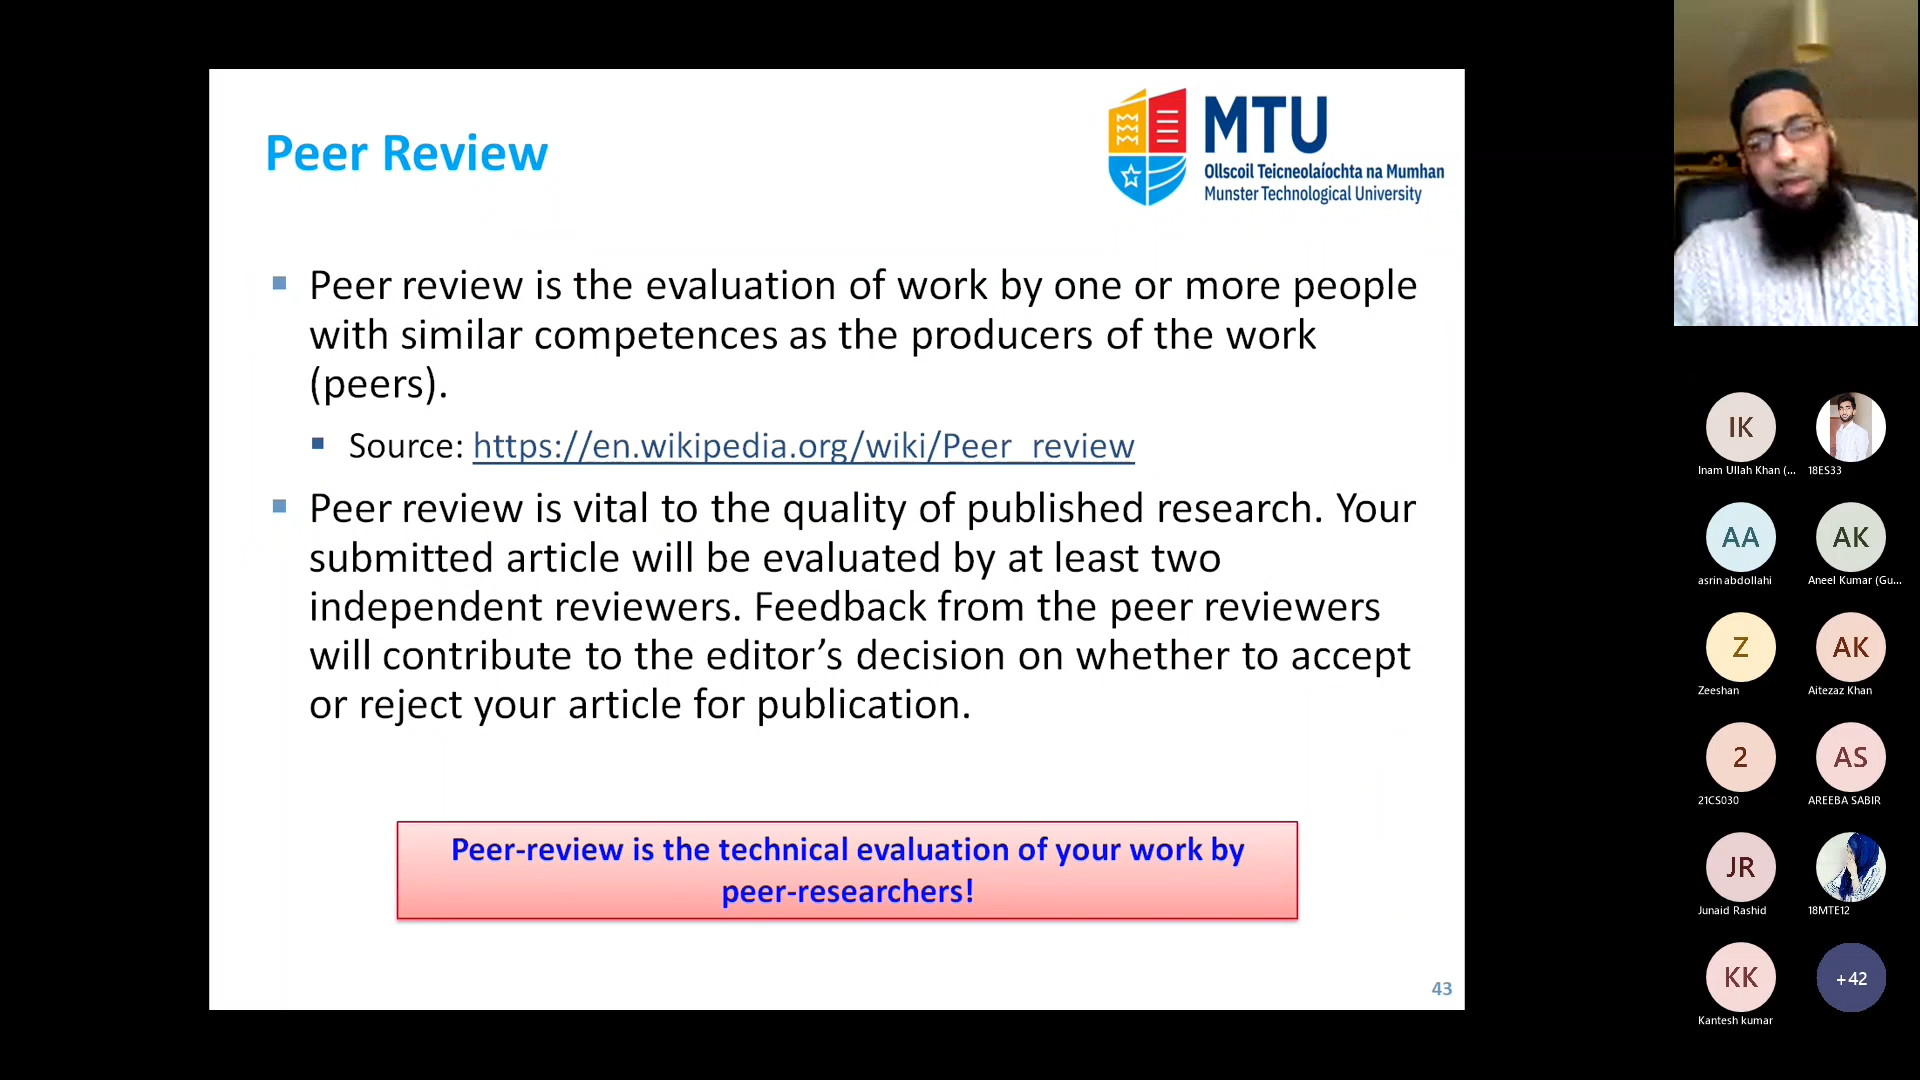 Peer Review
MTU
Ollscoil Teicneolaíochta na Mumhan
Munster Technological University
Peer review is the evaluation of work by one or more people
with similar competences as the producers of the work
(peers).
Source: https://en.wikipedia.org/wiki/Peer_review
Peer review is vital to the quality of published research. Your
submitted article will be evaluated by at least two
independent reviewers. Feedback from the peer reviewers
will contribute to the editor’s decision on whether to accept
or reject your article for publication.
Peer-review is the technical evaluation of your work by
peer-researchers!
43
IK
Inam Ullah Khan (...
18ES33
AA
asrin abdollahi
AK
Aneel Kumar (Gu...
Z
Zeeshan
AK
Aitezaz Khan
2
21CS030
AS
AREEBA SABIR
JR
Junaid Rashid
18MTE12
KK
Kantesh kumar
+42